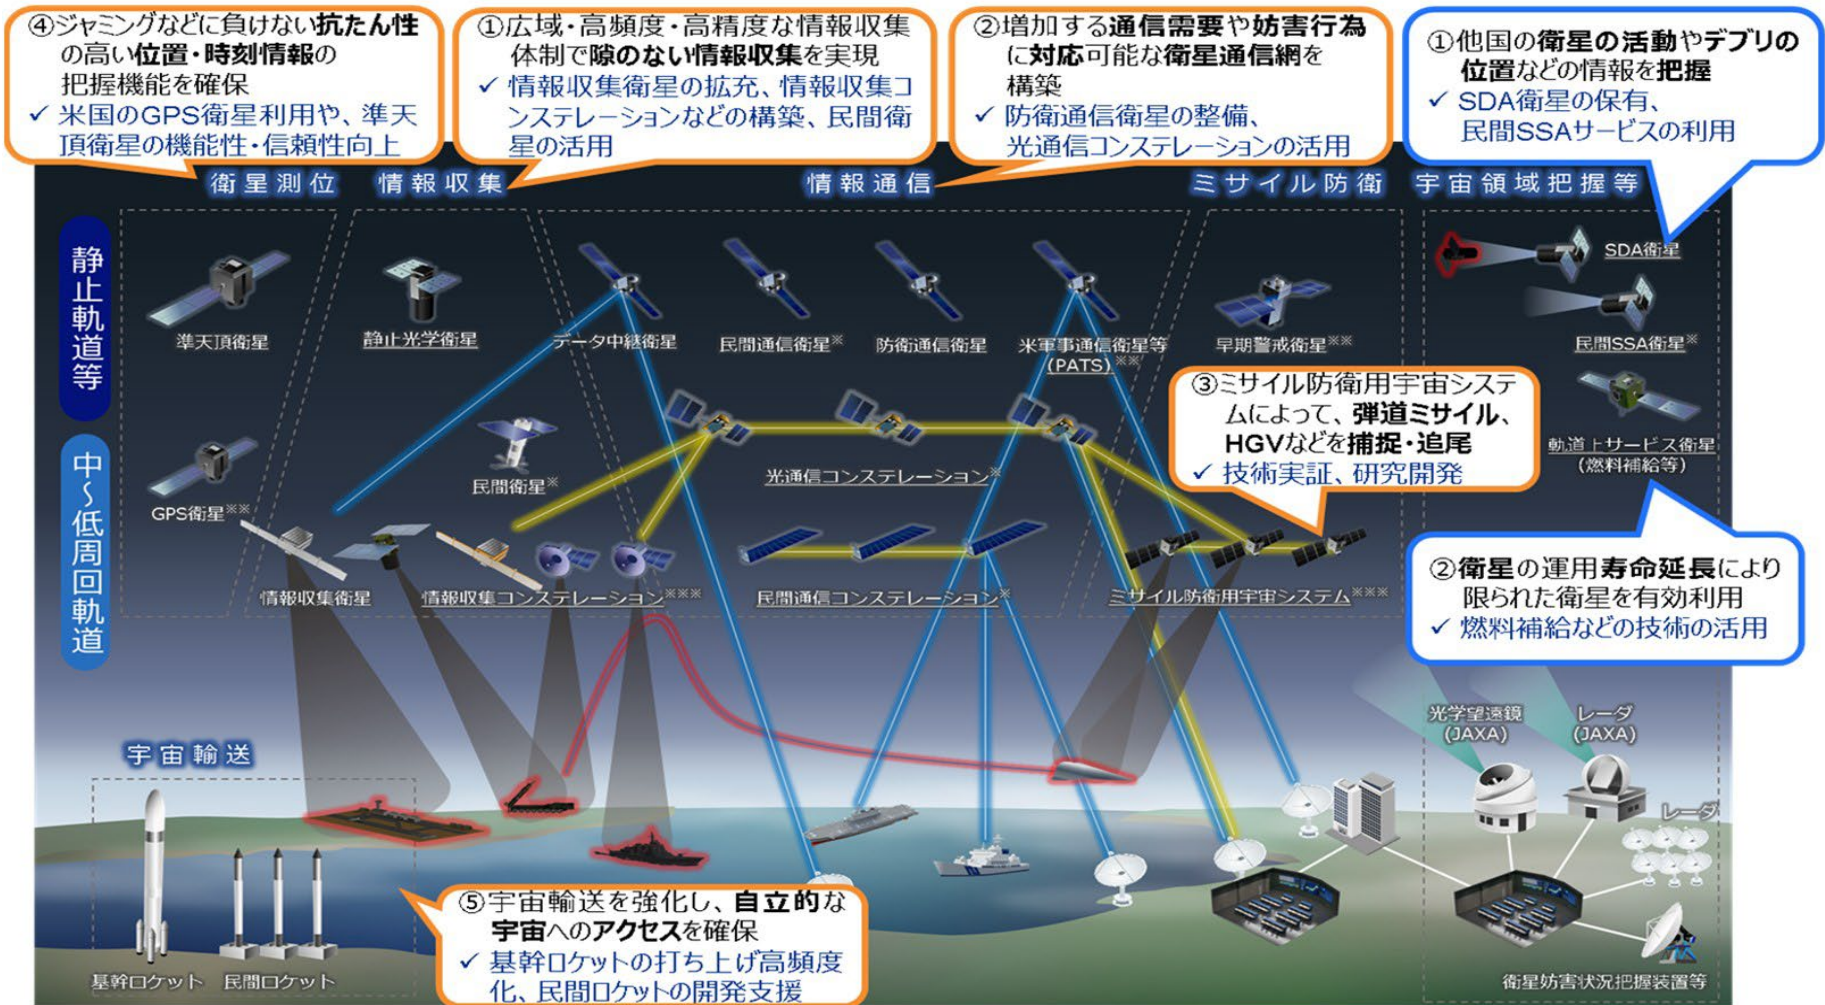 ④ジャミングなどに負けない抗たん性
の高い位置・時刻情報の
把握機能を確保
✓ 米国のGPS衛星利用や、準天
頂衛星の機能性・信頼性向上
①広域・高頻度・高精度な情報収集
体制で隙のない情報収集を実現
✓ 情報収集衛星の拡充、情報収集コ
ンステレーションなどの構築、民間衛
星の活用
②増加する通信需要や妨害行為
に対応可能な衛星通信網を
構築
✓ 防衛通信衛星の整備、
光通信コンステレーションの活用
①他国の衛星の活動やデブリの
位置などの情報を把握
✓ SDA衛星の保有、
民間SSAサービスの利用
衛星測位
情報収集
情報通信
ミサイル防衛
宇宙領域把握等
静止軌道等
準天頂衛星
静止光学衛星
データ中継衛星
民間通信衛星※
防衛通信衛星
米軍事通信衛星等
(PATS)※※
早期警戒衛星※※
SDA衛星
民間SSA衛星※
軌道上サービス衛星
(燃料補給等)
③ミサイル防衛用宇宙システ
ムによって、弾道ミサイル、
HGVなどを捕捉・追尾
✓ 技術実証、研究開発
中～低周回軌道
GPS衛星※※
民間衛星※
光通信コンステレーション※
情報収集衛星
情報収集コンステレーション※※※
民間通信コンステレーション※
ミサイル防衛用宇宙システム※※※
②衛星の運用寿命延長により
限られた衛星を有効利用
✓ 燃料補給などの技術の活用
宇宙輸送
基幹ロケット
民間ロケット
⑤宇宙輸送を強化し、自立的な
宇宙へのアクセスを確保
✓ 基幹ロケットの打ち上げ高頻度
化、民間ロケットの開発支援
光学望遠鏡
(JAXA)
レーダ
(JAXA)
レーダ
衛星妨害状況把握装置等